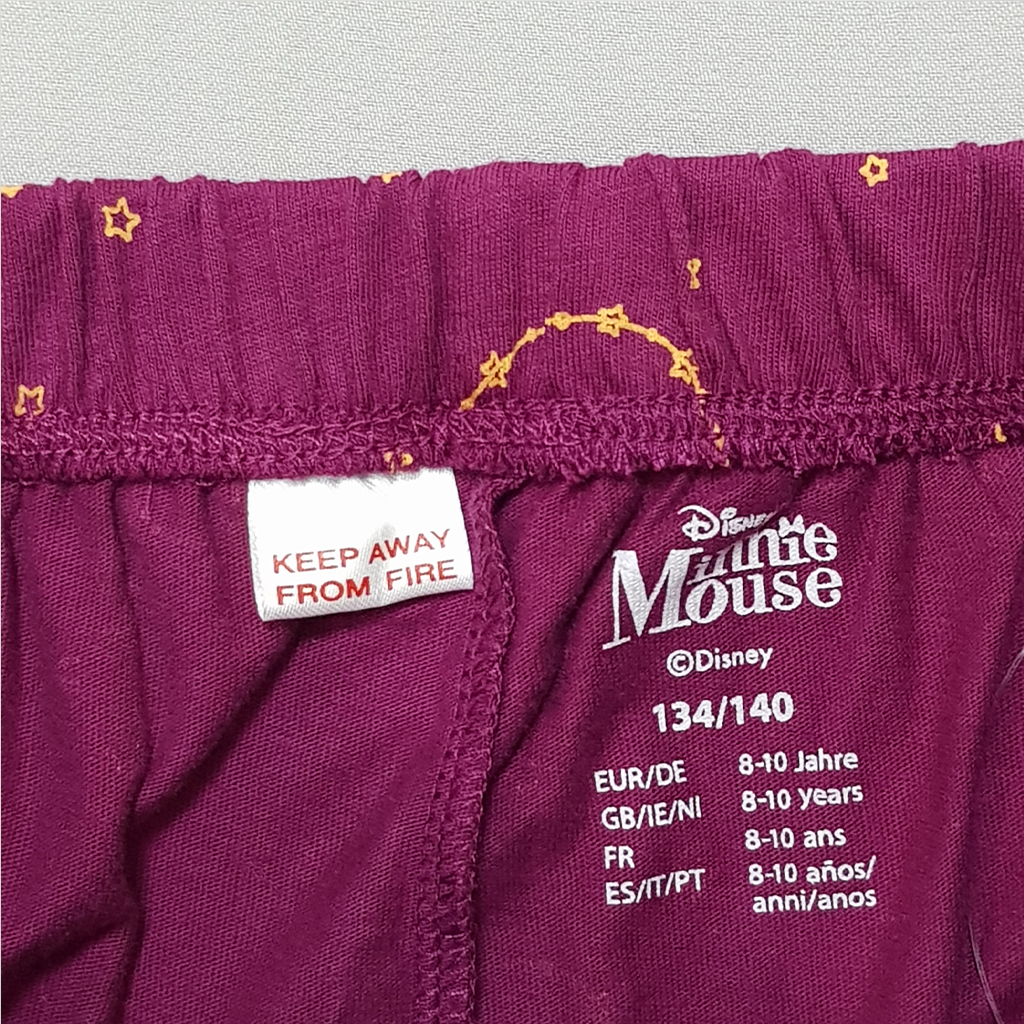 KEEP AWAY
FROM FIRE
Disney
Minnie
Mouse
©Disney
134/140
EUR/DE 8-10 Jahre
GB/IE/NI 8-10 years
FR 8-10 ans
ES/IT/PT 8-10 años/
anni/anos